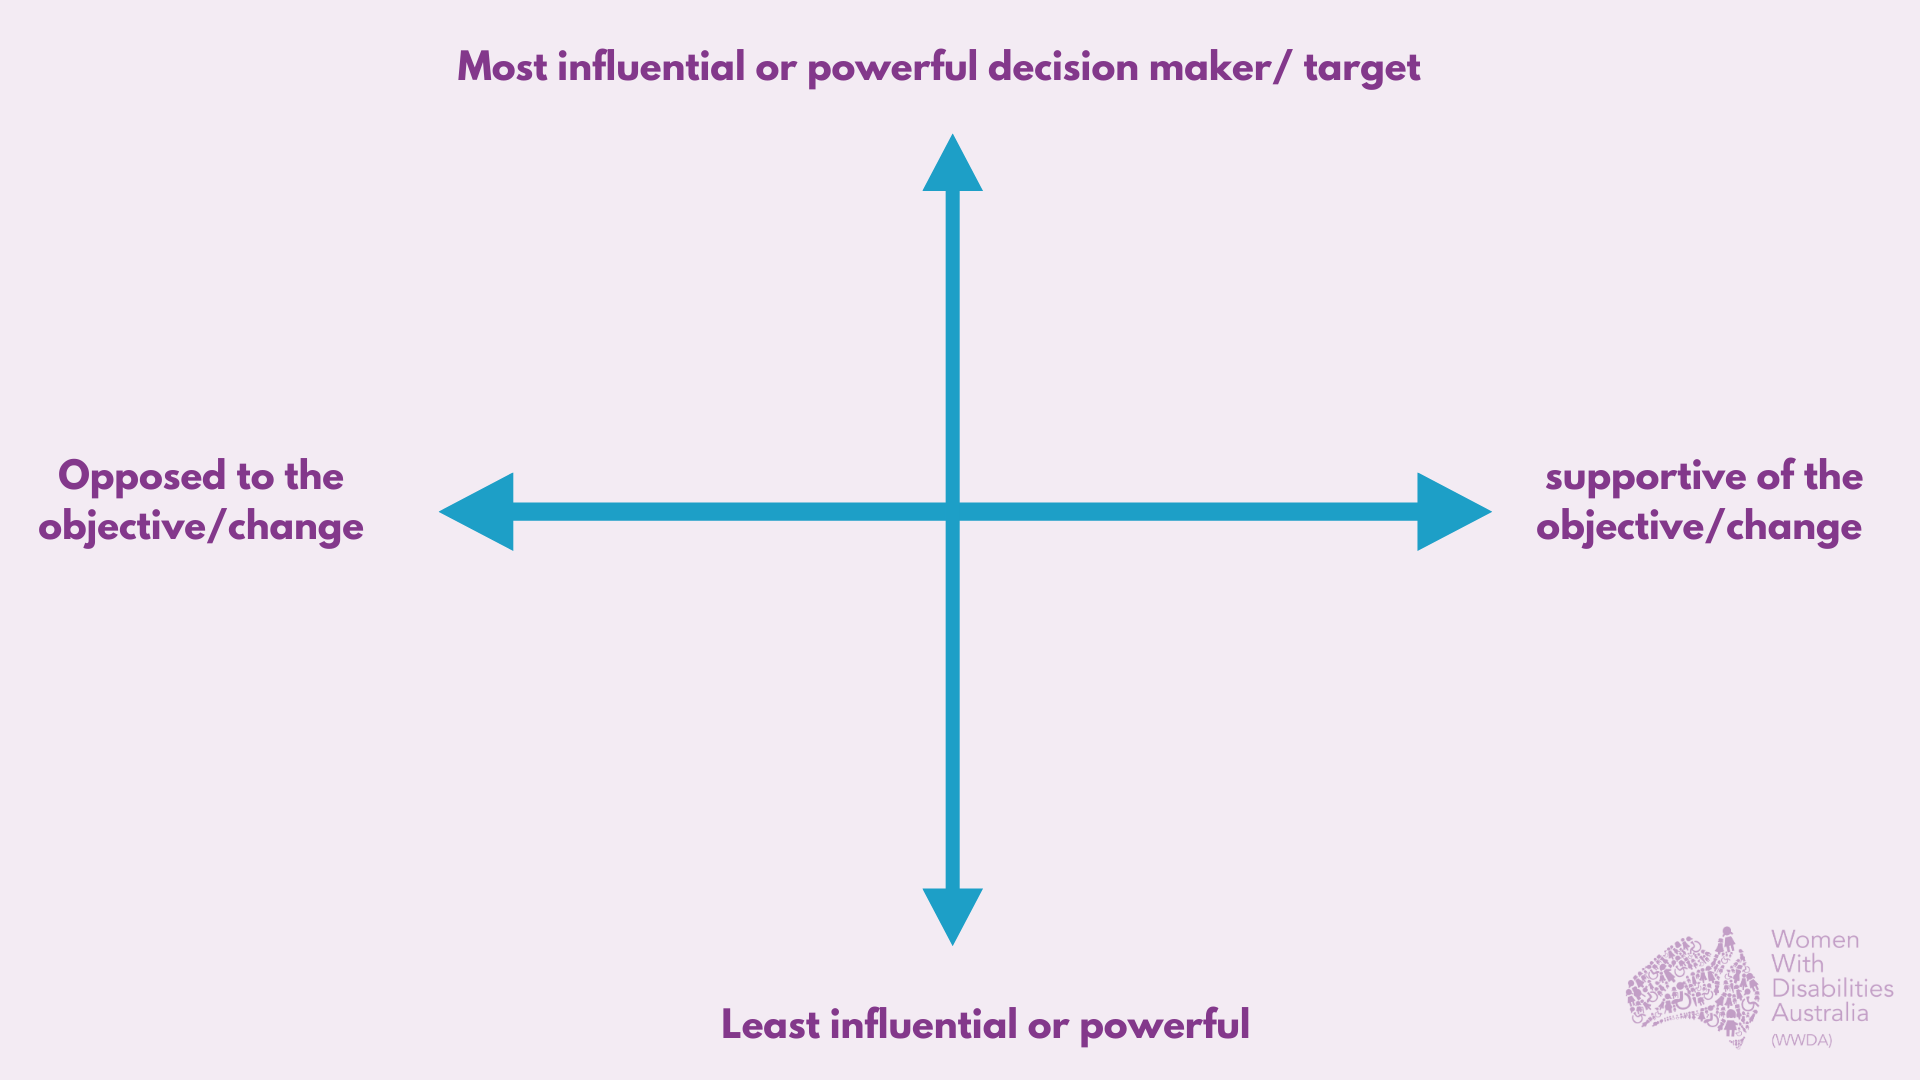 Most influential or powerful decision maker/ target
Opposed to the
objective/change
supportive of the
objective/change
Least influential or powerful
Women
With
Disabilities
Australia
(WWDA)